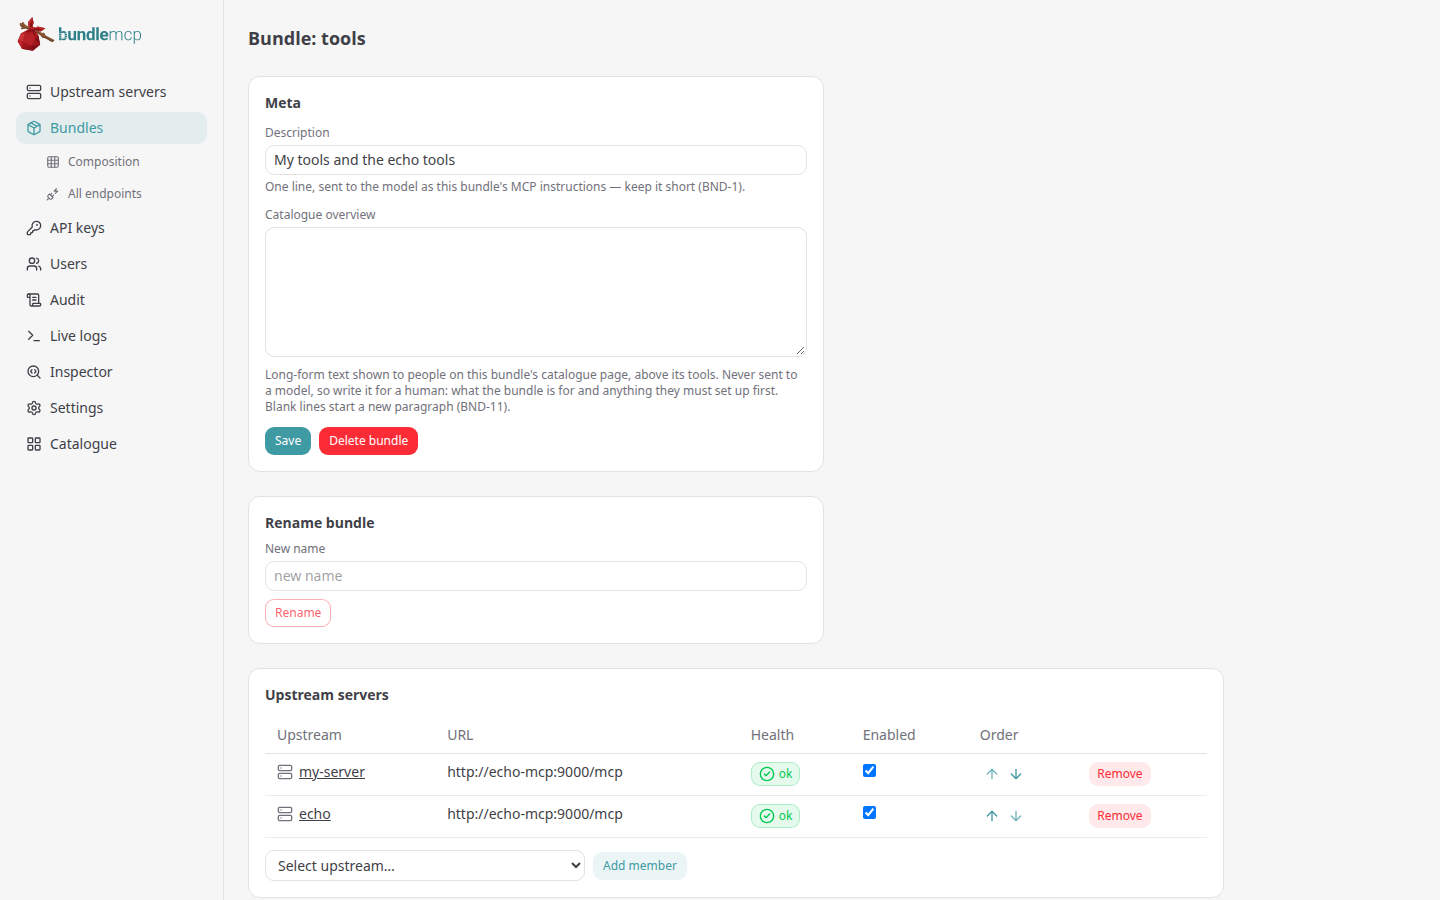 bundlemcp
Upstream servers
Bundles
Composition
All endpoints
API keys
Users
Audit
Live logs
Inspector
Settings
Catalogue
Bundle: tools
Meta
Description
My tools and the echo tools
One line, sent to the model as this bundle's MCP instructions — keep it short (BND-1).
Catalogue overview
Long-form text shown to people on this bundle's catalogue page, above its tools. Never sent to
a model, so write it for a human: what the bundle is for and anything they must set up first.
Blank lines start a new paragraph (BND-11).
Save Delete bundle
Rename bundle
New name
new name
Rename
Upstream servers
Upstream URL Health Enabled Order
my-server http://echo-mcp:9000/mcp ok Remove
echo http://echo-mcp:9000/mcp ok Remove
Select upstream... Add member